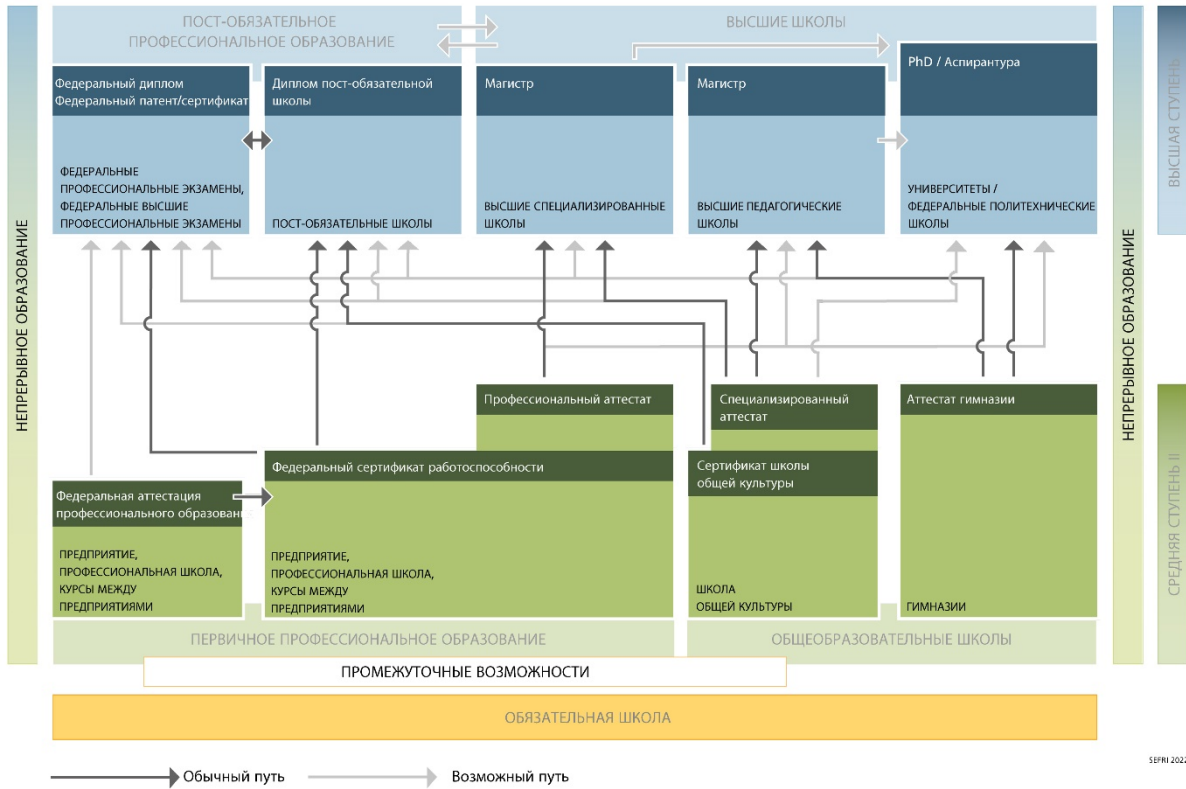 ПОСТ-ОБЯЗАТЕЛЬНОЕ
ПРОФЕССИОНАЛЬНОЕ ОБРАЗОВАНИЕ
ВЫСШИЕ ШКОЛЫ
Федеральный диплом
Федеральный патент/сертификат
Диплом пост-обязательной
школы
Магистр
Магистр
PhD / Аспирантура
ФЕДЕРАЛЬНЫЕ
ПРОФЕССИОНАЛЬНЫЕ ЭКЗАМЕНЫ,
ФЕДЕРАЛЬНЫЕ ВЫСШИЕ
ПРОФЕССИОНАЛЬНЫЕ ЭКЗАМЕНЫ
ПОСТ-ОБЯЗАТЕЛЬНЫЕ ШКОЛЫ
ВЫСШИЕ СПЕЦИАЛИЗИРОВАННЫЕ
ШКОЛЫ
ВЫСШИЕ ПЕДАГОГИЧЕСКИЕ
ШКОЛЫ
УНИВЕРСИТЕТЫ /
ФЕДЕРАЛЬНЫЕ ПОЛИТЕХНИЧЕСКИЕ
ШКОЛЫ
НЕПРЕРЫВНОЕ ОБРАЗОВАНИЕ
НЕПРЕРЫВНОЕ ОБРАЗОВАНИЕ
ВЫСШАЯ СТУПЕНЬ
СРЕДНЯЯ СТУПЕНЬ II
Профессиональный аттестат
Специализированный
аттестат
Аттестат гимназии
Федеральный сертификат работоспособности
Сертификат школы
общей культуры
Федеральная аттестация
профессионального образован
ПРЕДПРИЯТИЕ,
ПРОФЕССИОНАЛЬНАЯ ШКОЛА,
КУРСЫ МЕЖДУ
ПРЕДПРИЯТИЯМИ
ПРЕДПРИЯТИЕ,
ПРОФЕССИОНАЛЬНАЯ ШКОЛА,
КУРСЫ МЕЖДУ
ПРЕДПРИЯТИЯМИ
ШКОЛА
ОБЩЕЙ КУЛЬТУРЫ
ГИМНАЗИИ
ПЕРВИЧНОЕ ПРОФЕССИОНАЛЬНОЕ ОБРАЗОВАНИЕ
ОБЩЕОБРАЗОВАТЕЛЬНЫЕ ШКОЛЫ
ПРОМЕЖУТОЧНЫЕ ВОЗМОЖНОСТИ
ОБЯЗАТЕЛЬНАЯ ШКОЛА
Обычный путь
Возможный путь
SEFRI 2022